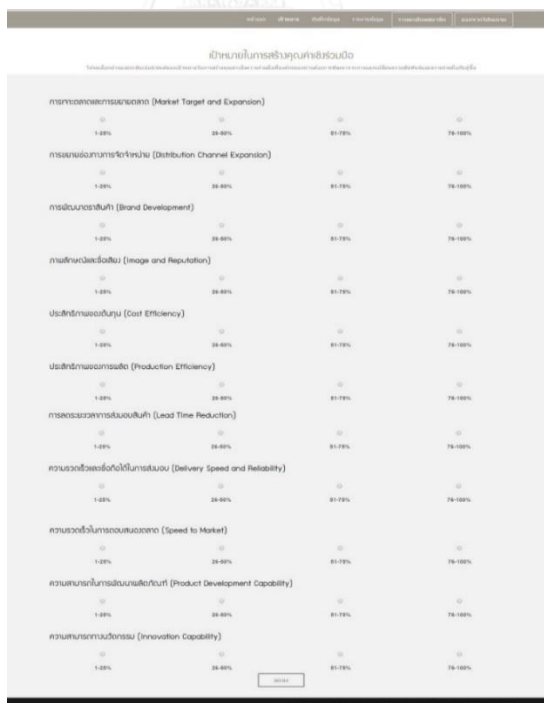 เป้าหมายในการสร้างคุณค่าเชิงร่วมมือ
การเจาะตลาดและการขยายตลาด (Market Target and Expansion)
1-25% 26-50% 51-75% 76-100%
การขยายช่องทางการจัดจำหน่าย (Distribution Channel Expansion)
1-25% 26-50% 51-75% 76-100%
การพัฒนาตราสินค้า (Brand Development)
1-25% 26-50% 51-75% 76-100%
ภาพลักษณ์และชื่อเสียง (Image and Reputation)
1-25% 26-50% 51-75% 76-100%
ประสิทธิภาพของต้นทุน (Cost Efficiency)
1-25% 26-50% 51-75% 76-100%
ประสิทธิภาพของการผลิต (Production Efficiency)
1-25% 26-50% 51-75% 76-100%
การลดระยะเวลาการส่งมอบสินค้า (Lead Time Reduction)
1-25% 26-50% 51-75% 76-100%
ความรวดเร็วและเชื่อถือได้ในการส่งมอบ (Delivery Speed and Reliability)
1-25% 26-50% 51-75% 76-100%
ความรวดเร็วในการตอบสนองตลาด (Speed to Market)
1-25% 26-50% 51-75% 76-100%
ความสามารถในการพัฒนาผลิตภัณฑ์ (Product Development Capability)
1-25% 26-50% 51-75% 76-100%
ความสามารถทางนวัตกรรม (Innovation Capability)
1-25% 26-50% 51-75% 76-100%